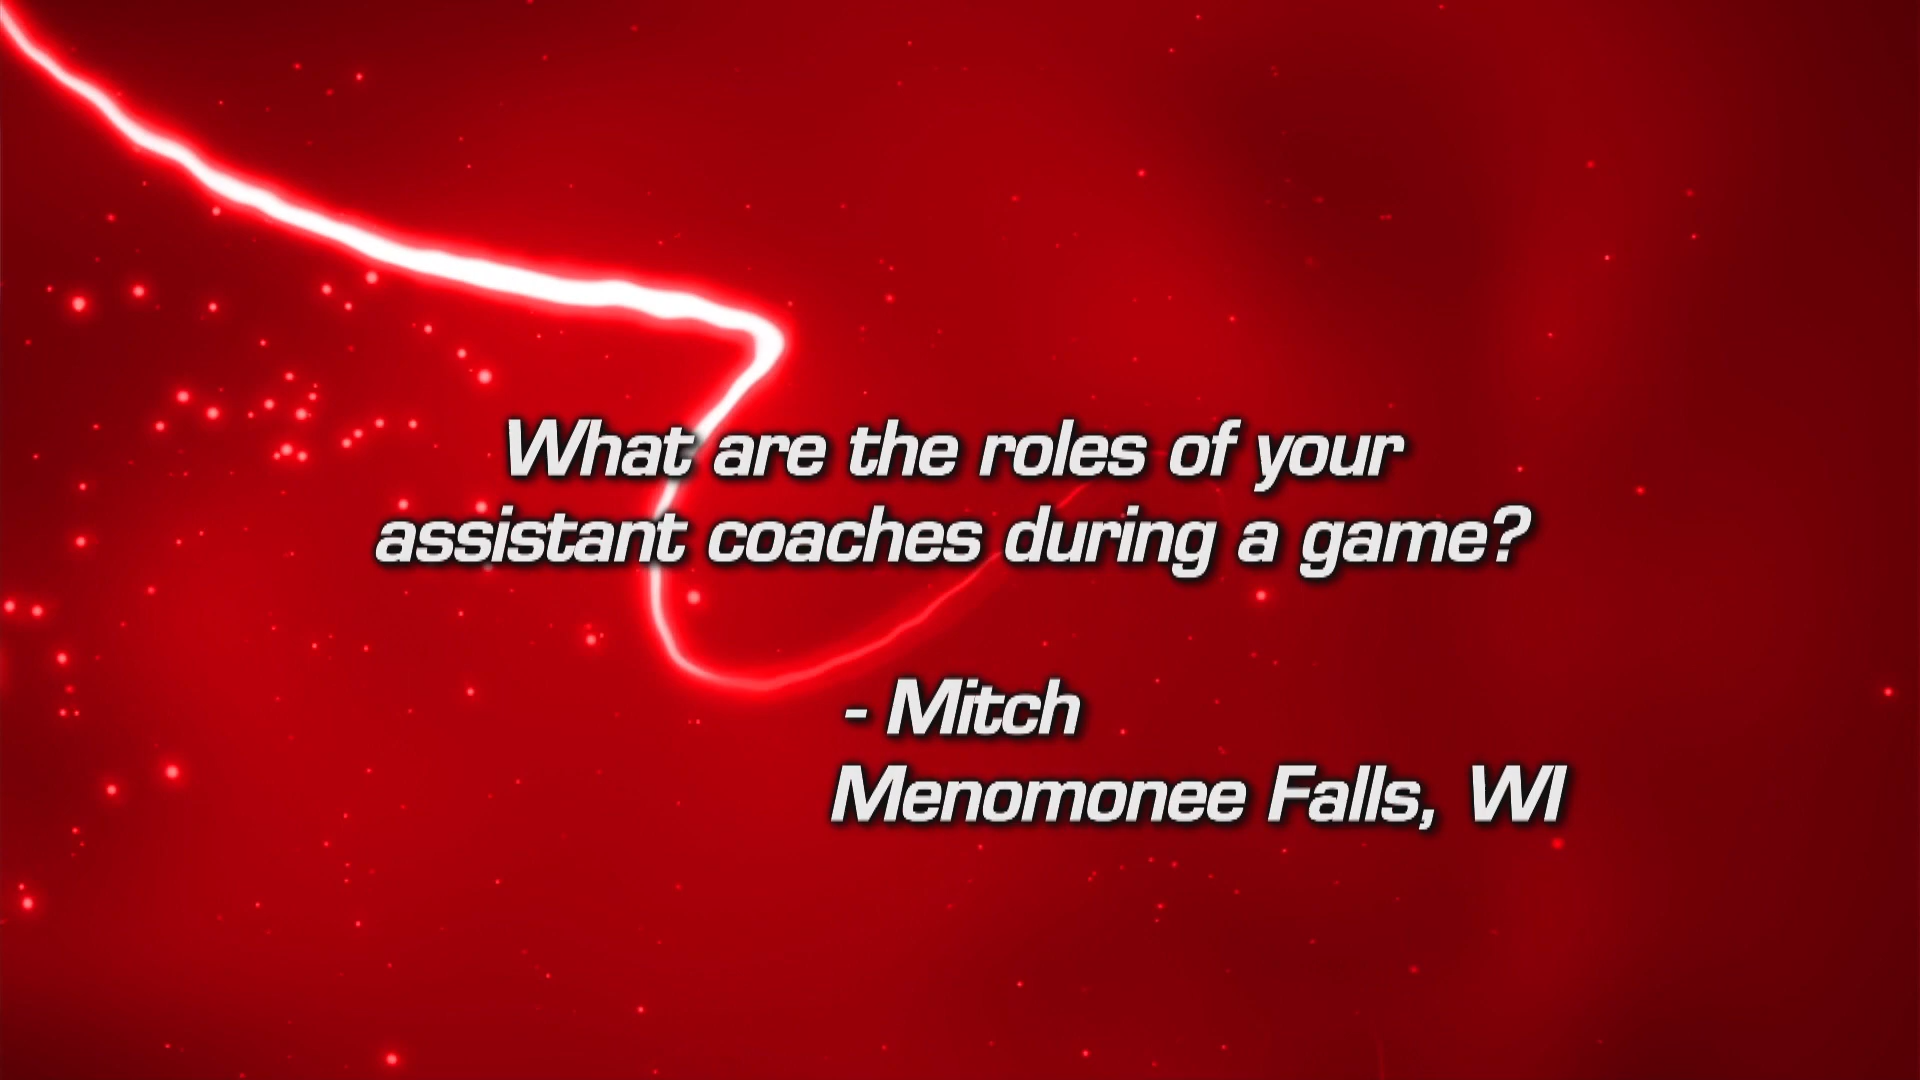 What are the roles of your
assistant coaches during a game?
- Mitch
Menomonee Falls, WI